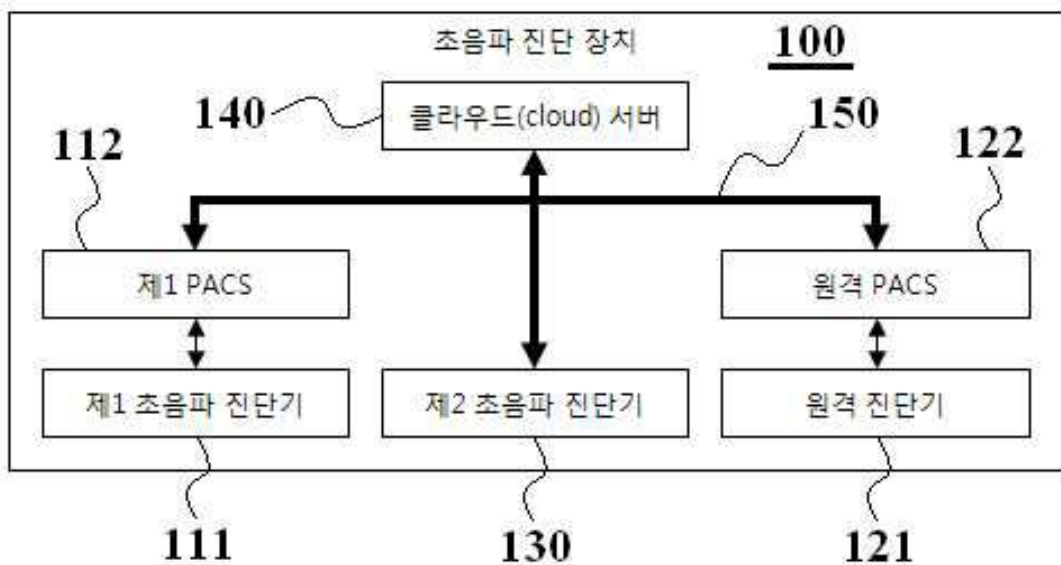 초음파 진단 장치
100
140
클라우드(cloud) 서버
150
112
122
제1 PACS
원격 PACS
제1 초음파 진단기
제2 초음파 진단기
원격 진단기
111
130
121